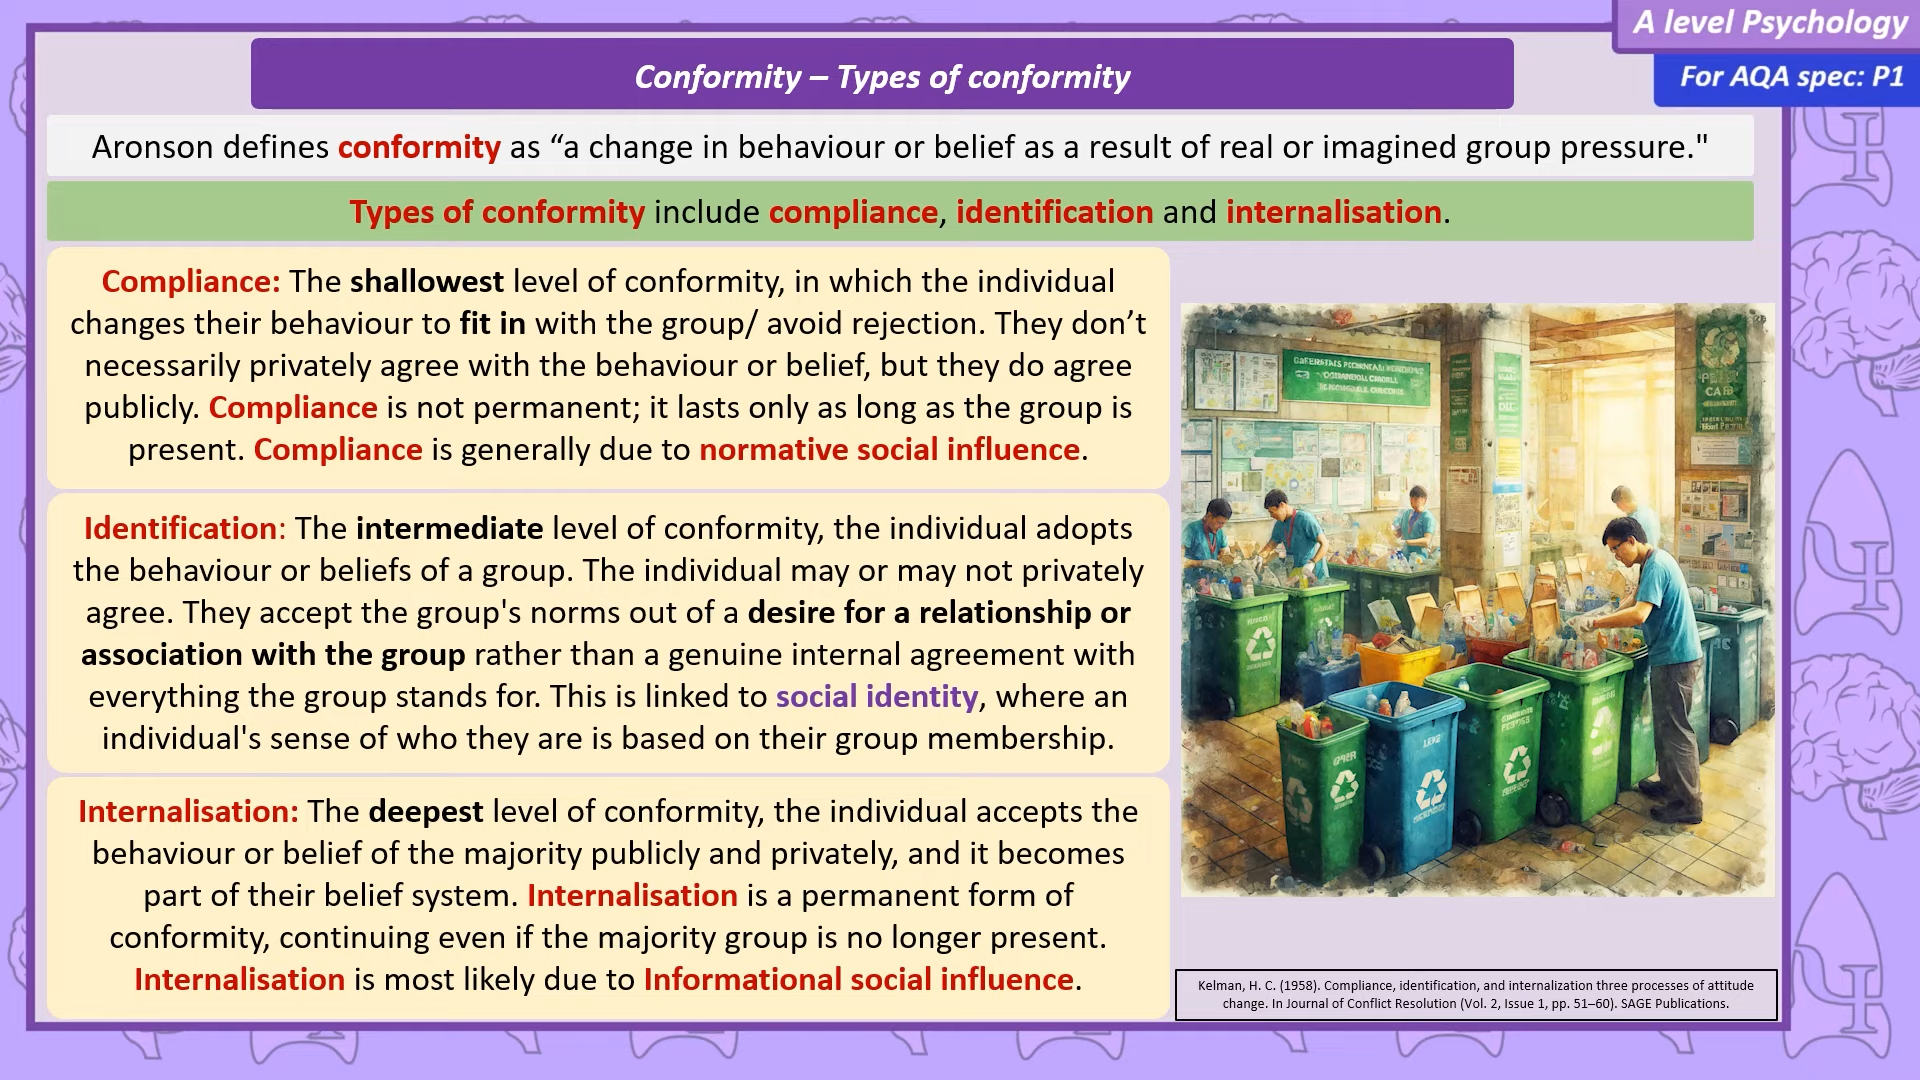 A level Psychology
For AQA spec: P1
Conformity – Types of conformity
Aronson defines conformity as “a change in behaviour or belief as a result of real or imagined group pressure."
Types of conformity include compliance, identification and internalisation.
Compliance: The shallowest level of conformity, in which the individual
changes their behaviour to fit in with the group/ avoid rejection. They don’t
necessarily privately agree with the behaviour or belief, but they do agree
publicly. Compliance is not permanent; it lasts only as long as the group is
present. Compliance is generally due to normative social influence.
Identification: The intermediate level of conformity, the individual adopts
the behaviour or beliefs of a group. The individual may or may not privately
agree. They accept the group's norms out of a desire for a relationship or
association with the group rather than a genuine internal agreement with
everything the group stands for. This is linked to social identity, where an
individual's sense of who they are is based on their group membership.
Internalisation: The deepest level of conformity, the individual accepts the
behaviour or belief of the majority publicly and privately, and it becomes
part of their belief system. Internalisation is a permanent form of
conformity, continuing even if the majority group is no longer present.
Internalisation is most likely due to Informational social influence.
Kelman, H. C. (1958). Compliance, identification, and internalization three processes of attitude
change. In Journal of Conflict Resolution (Vol. 2, Issue 1, pp. 51–60). SAGE Publications.